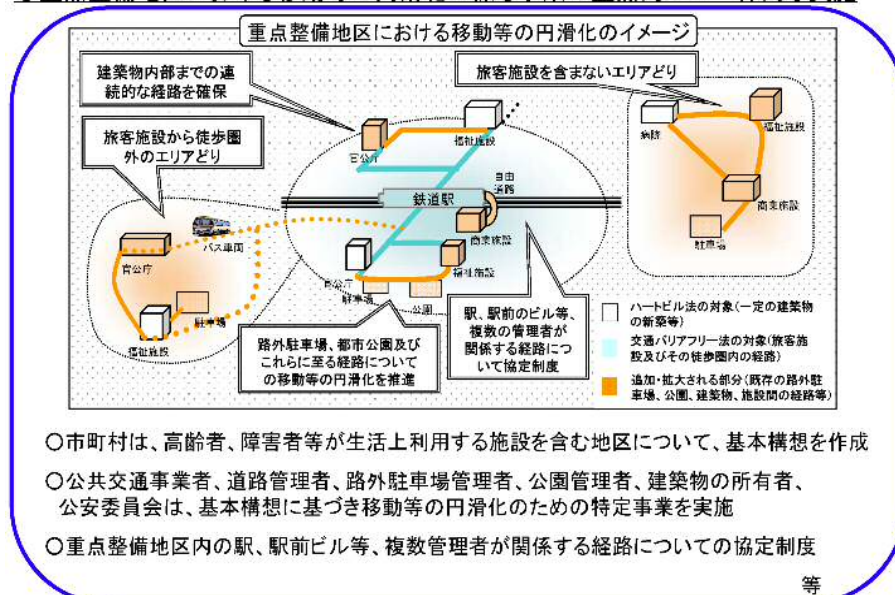 重点整備地区における移動等の円滑化のイメージ
建築物内部までの連
続的な経路を確保
旅客施設を含まないエリアどり
旅客施設から徒歩圏
外のエリアどり
官公庁
福祉施設
病院
福祉施設
自由
通路
鉄道駅
商業施設
商業施設
駐車場
バス車両
官公庁
駐車場
福祉施設
官公庁
駐車場
公園
福祉施設
路外駐車場、都市公園及び
これらに至る経路について
の移動等の円滑化を推進
駅、駅前のビル等、
複数の管理者が
関係する経路につ
いて協定制度
ハートビル法の対象(一定の建築物
の新築等)
交通バリアフリー法の対象(旅客施
設及びその徒歩圏内の経路)
追加・拡大される部分(既存の路外駐
車場、公園、建築物、施設間の経路等)
○市町村は、高齢者、障害者等が生活上利用する施設を含む地区について、基本構想を作成
○公共交通事業者、道路管理者、路外駐車場管理者、公園管理者、建築物の所有者、
公安委員会は、基本構想に基づき移動等の円滑化のための特定事業を実施
○重点整備地区内の駅、駅前ビル等、複数管理者が関係する経路についての協定制度
等